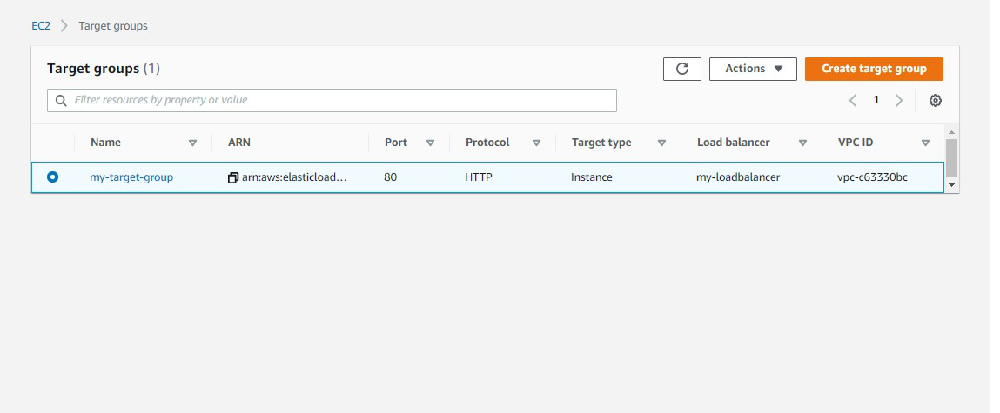 EC2 Target groups
Target groups (1) Actions Create target group
Filter resources by property or value 1
Name ARN Port Protocol Target type Load balancer VPC ID
my-target-group arn:aws:elasticload... 80 HTTP Instance my-loadbalancer vpc-c63330bc